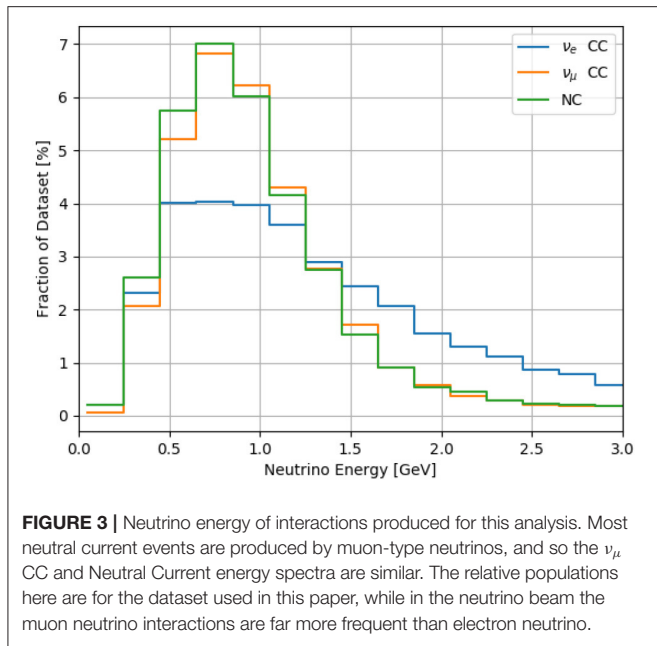 7
6
5
4
3
2
1
0
Fraction of Dataset [%]
νe CC
νμ CC
NC
0.0 0.5 1.0 1.5 2.0 2.5 3.0
Neutrino Energy [GeV]
FIGURE 3 | Neutrino energy of interactions produced for this analysis. Most
neutral current events are produced by muon-type neutrinos, and so the νμ
CC and Neutral Current energy spectra are similar. The relative populations
here are for the dataset used in this paper, while in the neutrino beam the
muon neutrino interactions are far more frequent than electron neutrino.